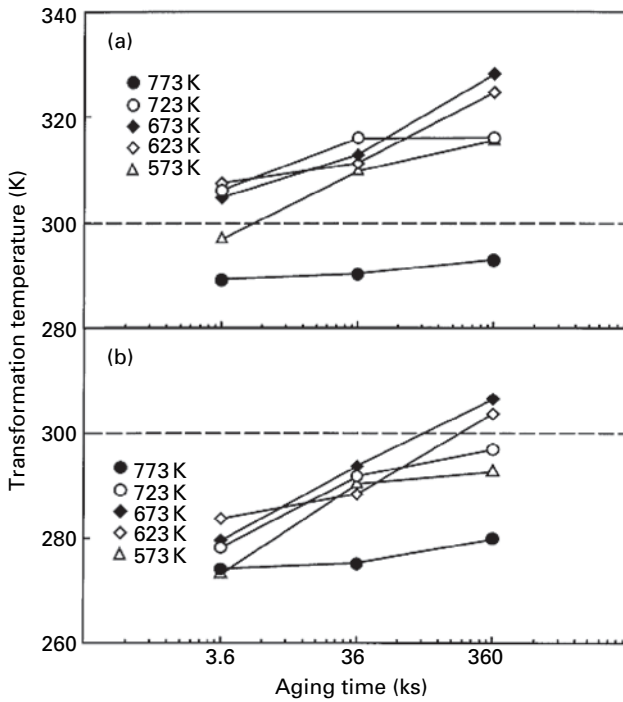 340
(a)
773 K
723 K
673 K
623 K
573 K
320
300
280
(b)
300
773 K
723 K
673 K
623 K
573 K
280
260
3.6
36
360
Transformation temperature (K)
Aging time (ks)